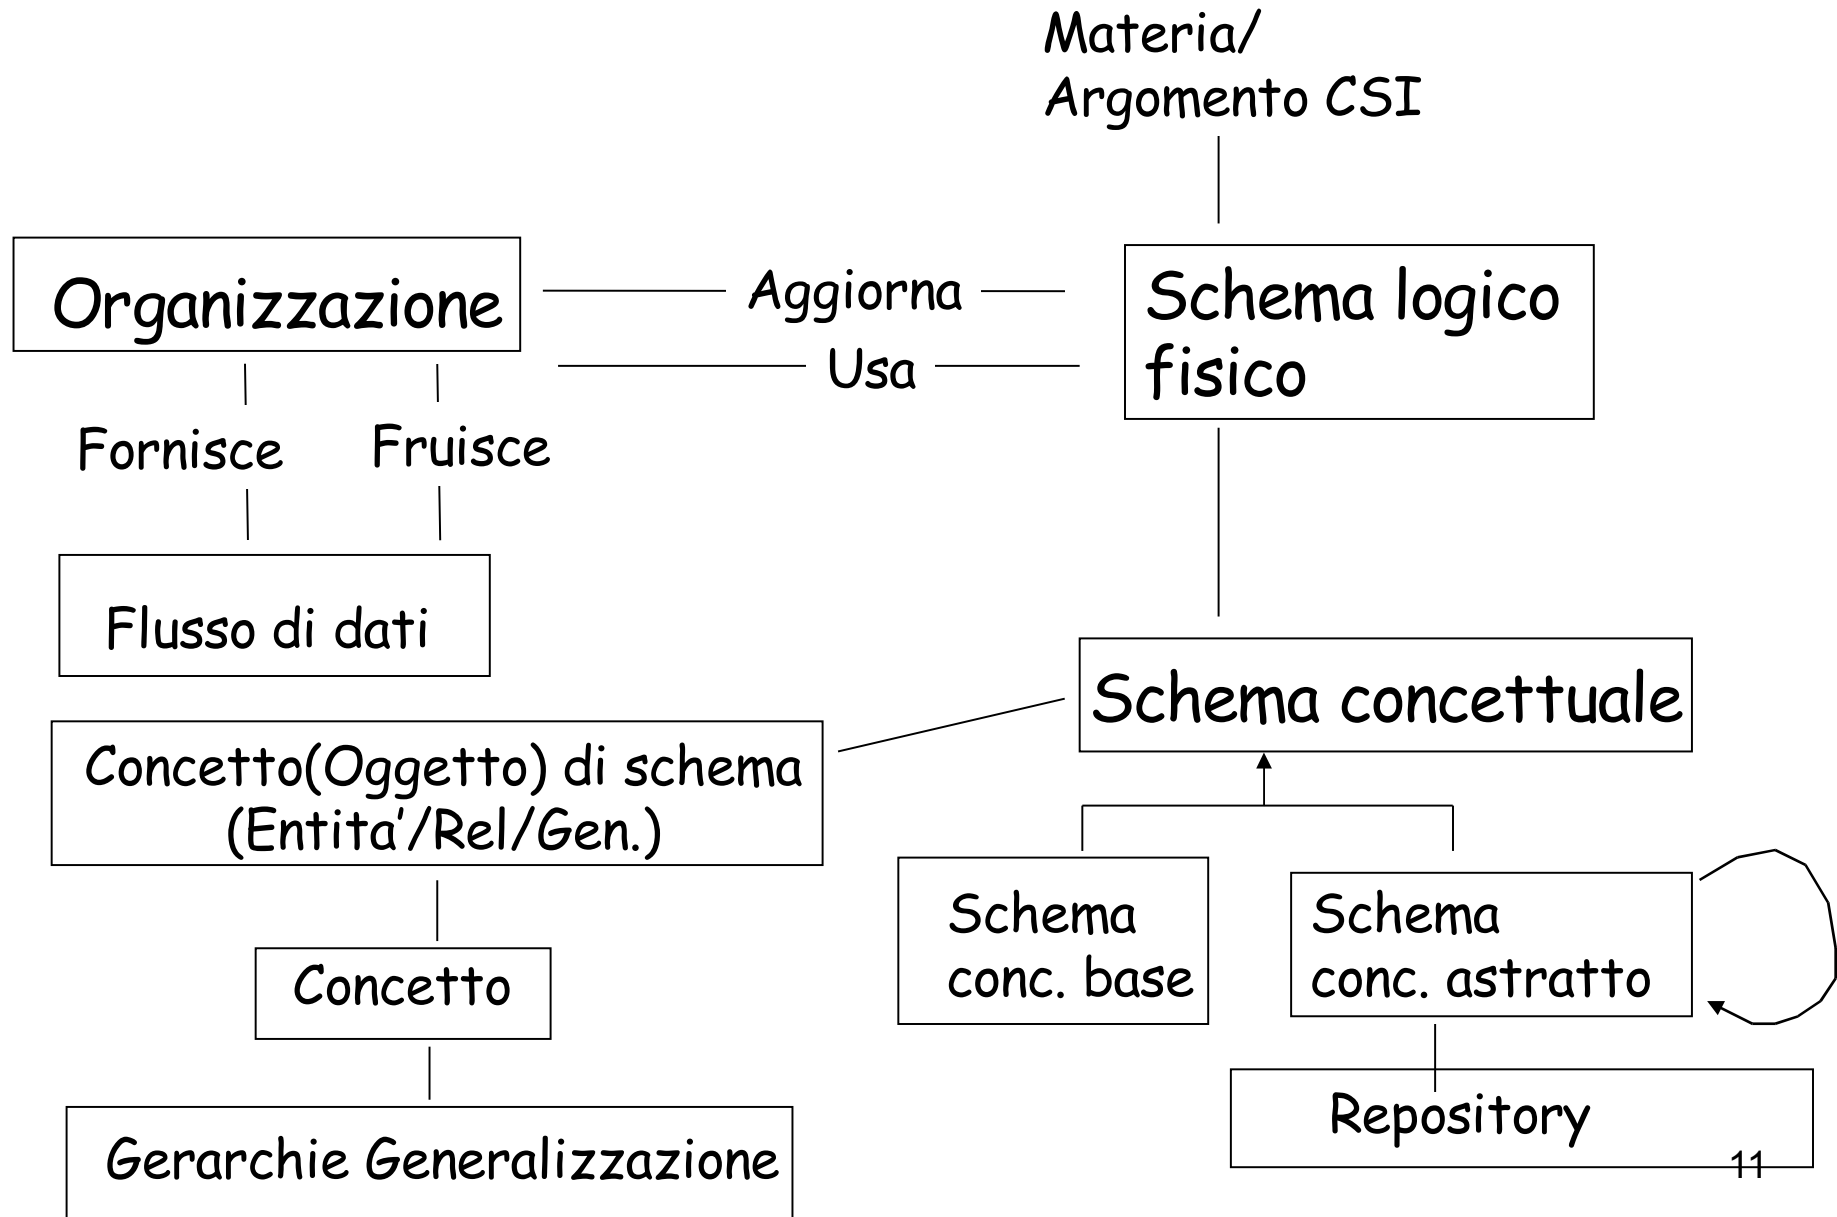 Materia/
Argomento CSI
Organizzazione
Aggiorna
Usa
Schema logico
fisico
Fornisce
Fruisce
Flusso di dati
Schema concettuale
Concetto(Oggetto) di schema
(Entita'/Rel/Gen.)
Schema
conc. base
Schema
conc. astratto
Concetto
Repository
Gerarchie Generalizzazione
11